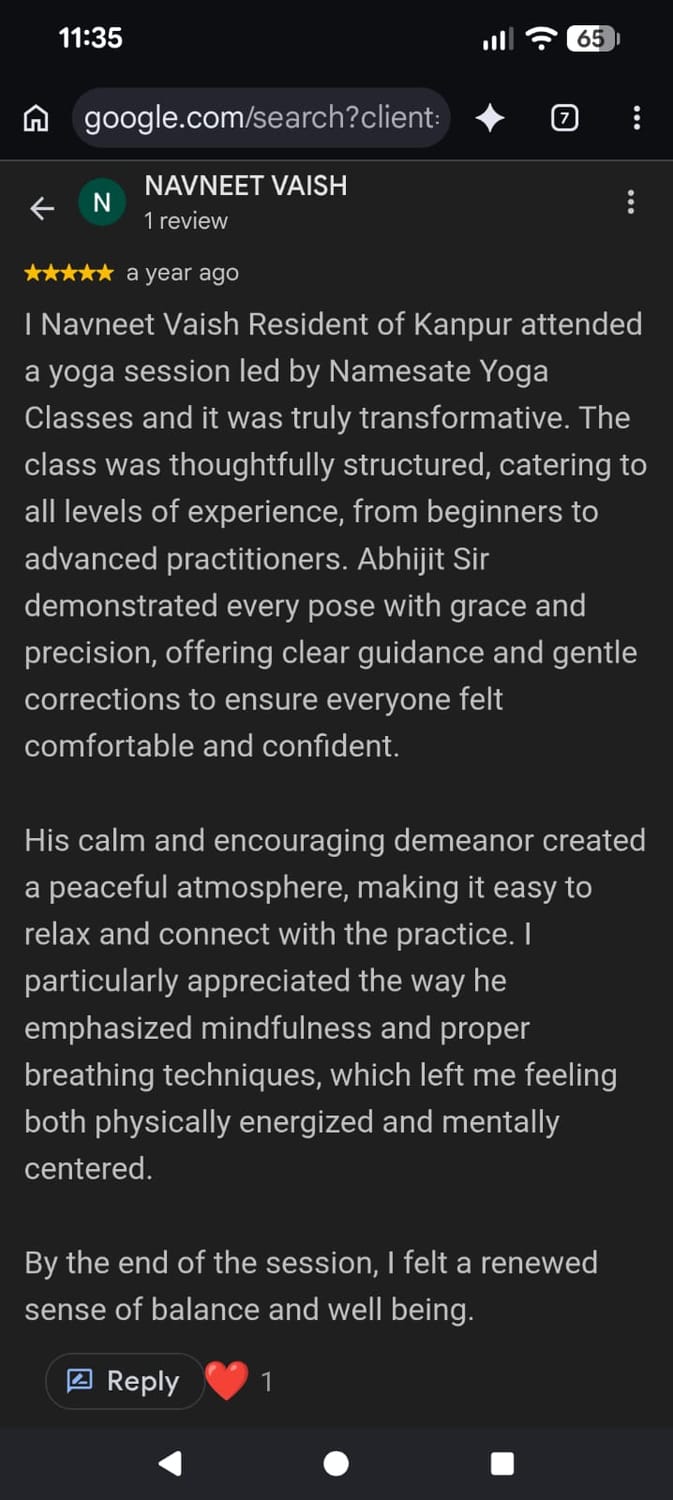 11:35
65
google.com/search?client:
7
N
NAVNEET VAISH
1 review
★★★★★ a year ago
I Navneet Vaish Resident of Kanpur attended
a yoga session led by Namesate Yoga
Classes and it was truly transformative. The
class was thoughtfully structured, catering to
all levels of experience, from beginners to
advanced practitioners. Abhijit Sir
demonstrated every pose with grace and
precision, offering clear guidance and gentle
corrections to ensure everyone felt
comfortable and confident.
His calm and encouraging demeanor created
a peaceful atmosphere, making it easy to
relax and connect with the practice. I
particularly appreciated the way he
emphasized mindfulness and proper
breathing techniques, which left me feeling
both physically energized and mentally
centered.
By the end of the session, I felt a renewed
sense of balance and well being.
Reply ❤️ 1